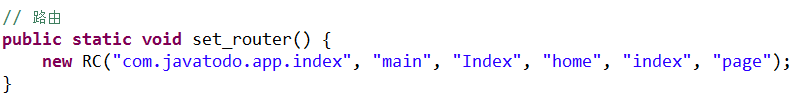 // 路由
public static void set_router() {
    new RC("com.javatodo.app.index", "main", "Index", "home", "index", "page");
}